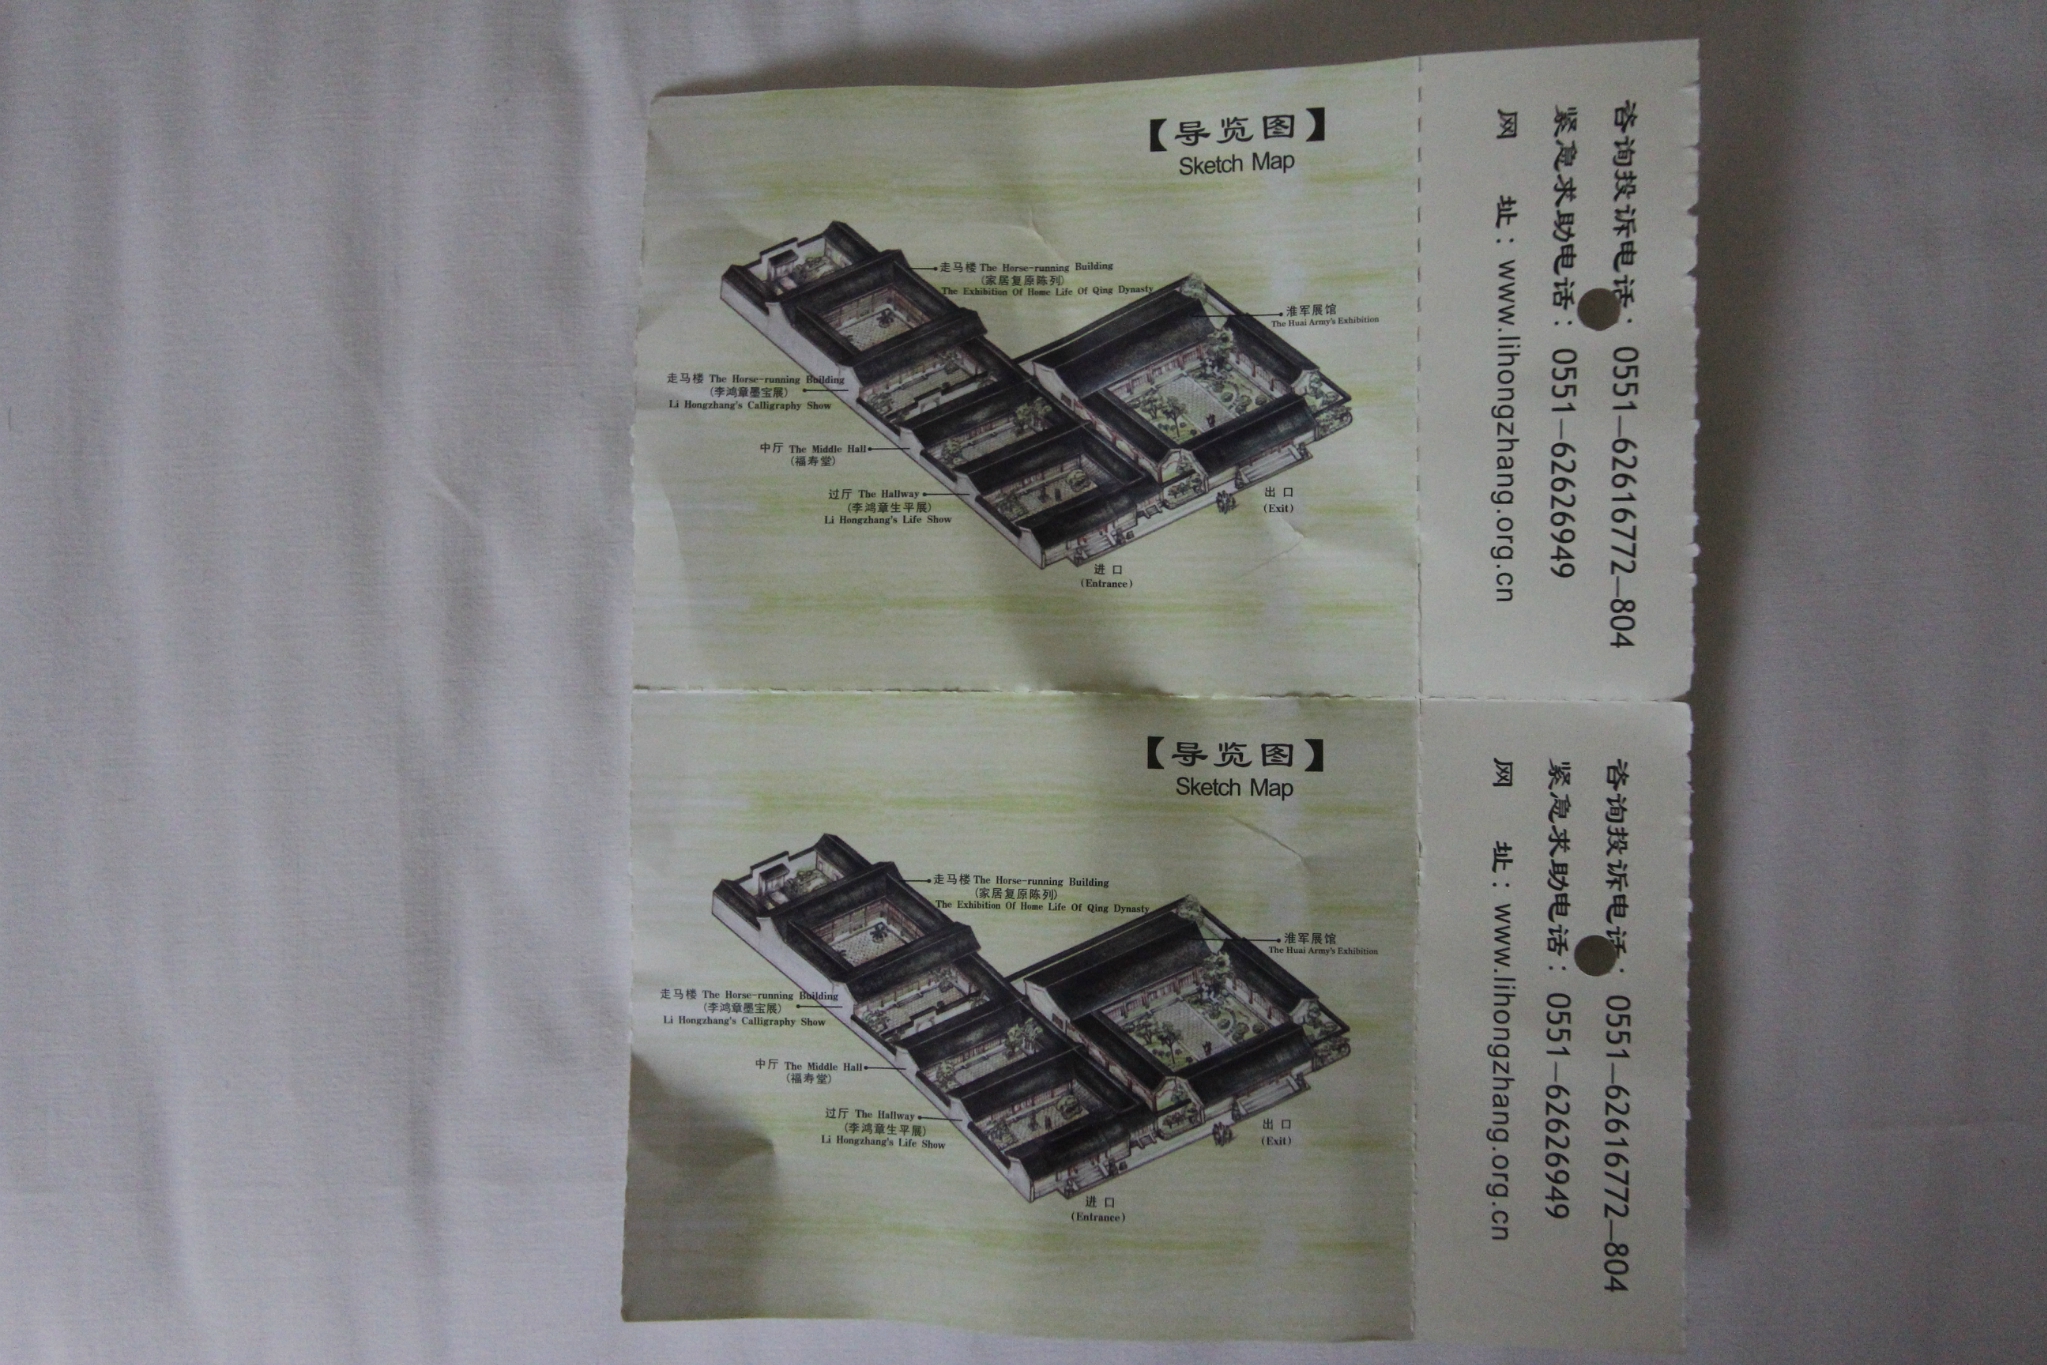 【导览图】
Sketch Map
走马楼 The Horse-running Building
(家居复原陈列)
The Exhibition Of Home Life Of Qing Dynasty
淮军展馆
The Huai Army's Exhibition
走马楼 The Horse-running Building
(李鸿章墨宝展)
Li Hongzhang's Calligraphy Show
中厅 The Middle Hall
(福寿堂)
过厅 The Hallway
(李鸿章生平展)
Li Hongzhang's Life Show
出口
(Exit)
进口
(Entrance)
咨询投诉电话: 0551—62616772—804
紧急求助电话: 0551—62626949
网 址: www.lihongzhang.org.cn
【导览图】
Sketch Map
走马楼 The Horse-running Building
(家居复原陈列)
The Exhibition Of Home Life Of Qing Dynasty
淮军展馆
The Huai Army's Exhibition
走马楼 The Horse-running Building
(李鸿章墨宝展)
Li Hongzhang's Calligraphy Show
中厅 The Middle Hall
(福寿堂)
过厅 The Hallway
(李鸿章生平展)
Li Hongzhang's Life Show
出口
(Exit)
进口
(Entrance)
咨询投诉电话: 0551—62616772—804
紧急求助电话: 0551—62626949
网 址: www.lihongzhang.org.cn